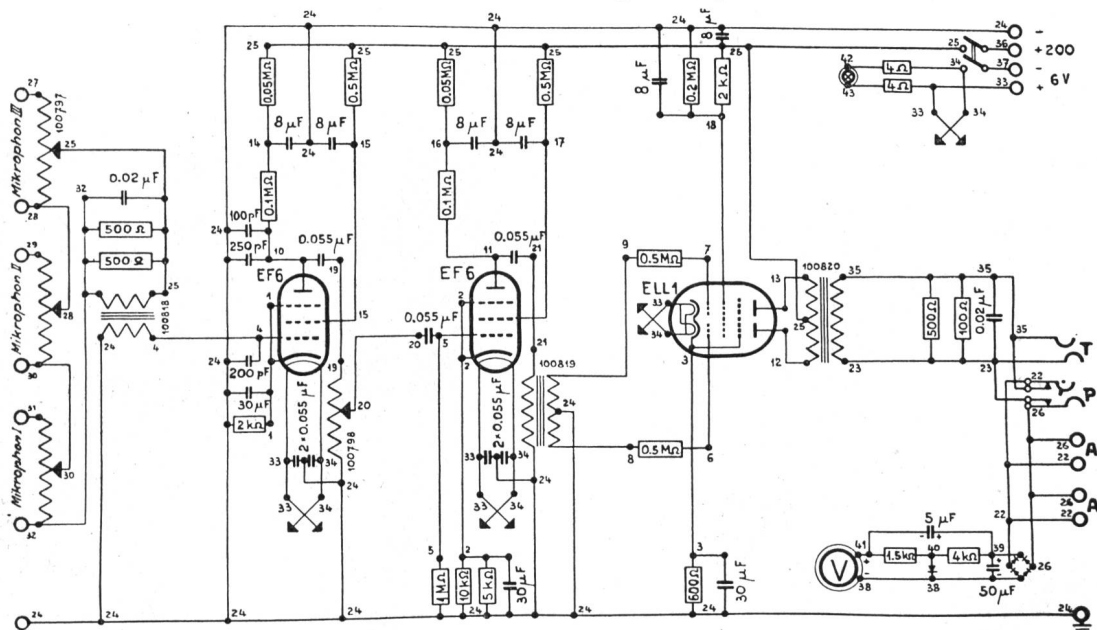 24 24 24 24 -
8 µF
25 25 25 25 26 25 36 + 200
27 0,05MΩ 0.5MΩ 0,05MΩ 0.5MΩ 8 µF 0.2MΩ 2 kΩ 42 4Ω 34 37 - 6V
43 4Ω 33 +
Mikrophon III 100797 33 34
8 µF 8 µF 8 µF 8 µF 18
25 14 24 15 16 24 17
0.02 µF
32 0.1MΩ 0.1MΩ
28 100pF
24 500Ω
250 pF 10 0.055 µF 11 0.055 µF 21 9 7
29 19 0.5MΩ
500Ω EF6 EF6 ELL1 13 100820 35 35
Mikrophon II 25 1 2 33
28 100818 15 0.055 µF 34 25 500Ω 100Ω 0.02µF 35
24 4 4 20 5 3 T
30 24 19 2 21 12 23 23
200 pF 100819 22 P
30 µF 2×0.055 µF 20 2×0.055 µF 24 26
31 2kΩ 1 100798 A
Mikrophon I 33 34 33 34 8 0.5MΩ 6 26
30 24 24 22
32 33 34 33 34 26 A
22 22
5 µF
5 2 3 41 1.5kΩ 40 4kΩ 39
1MΩ 10kΩ 5kΩ 30µF 600Ω 30 µF V 26
38 38 50µF
24 24 24 24 24 24 24 24 24